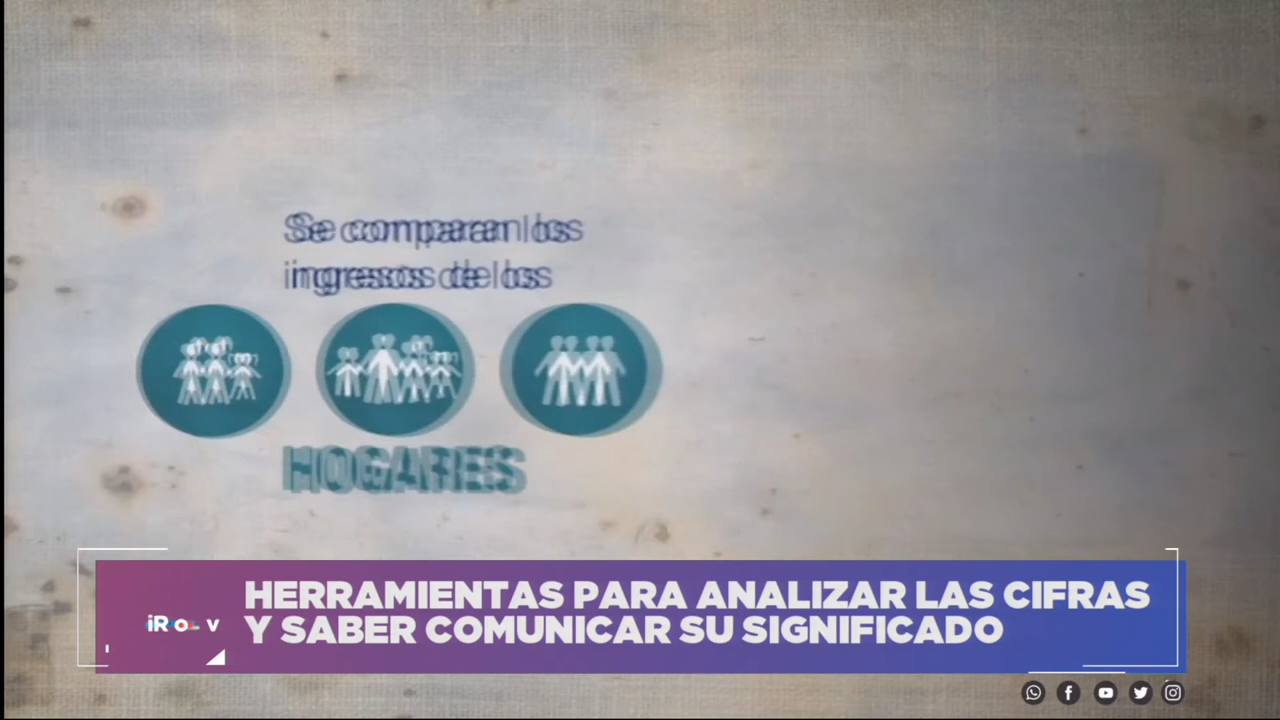 Se comparan los
ingresos de los
HOGARES
HERRAMIENTAS PARA ANALIZAR LAS CIFRAS
Y SABER COMUNICAR SU SIGNIFICADO